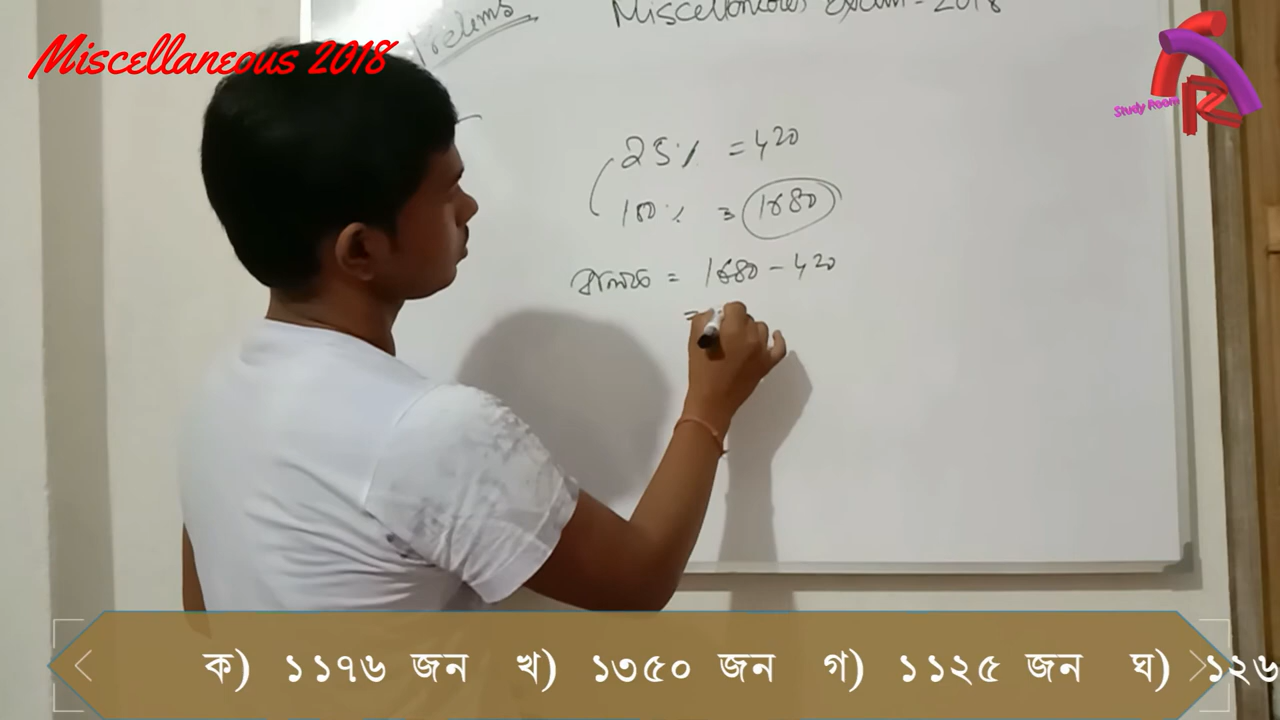 Prelims
Miscellaneous Exam - 2018
Miscellaneous 2018
Study Room
25% = 420
100% = 1680
বালক = 1680 - 420
=
ক) ১১৭৬ জন খ) ১৩৫০ জন গ) ১১২৫ জন ঘ) ১২৬